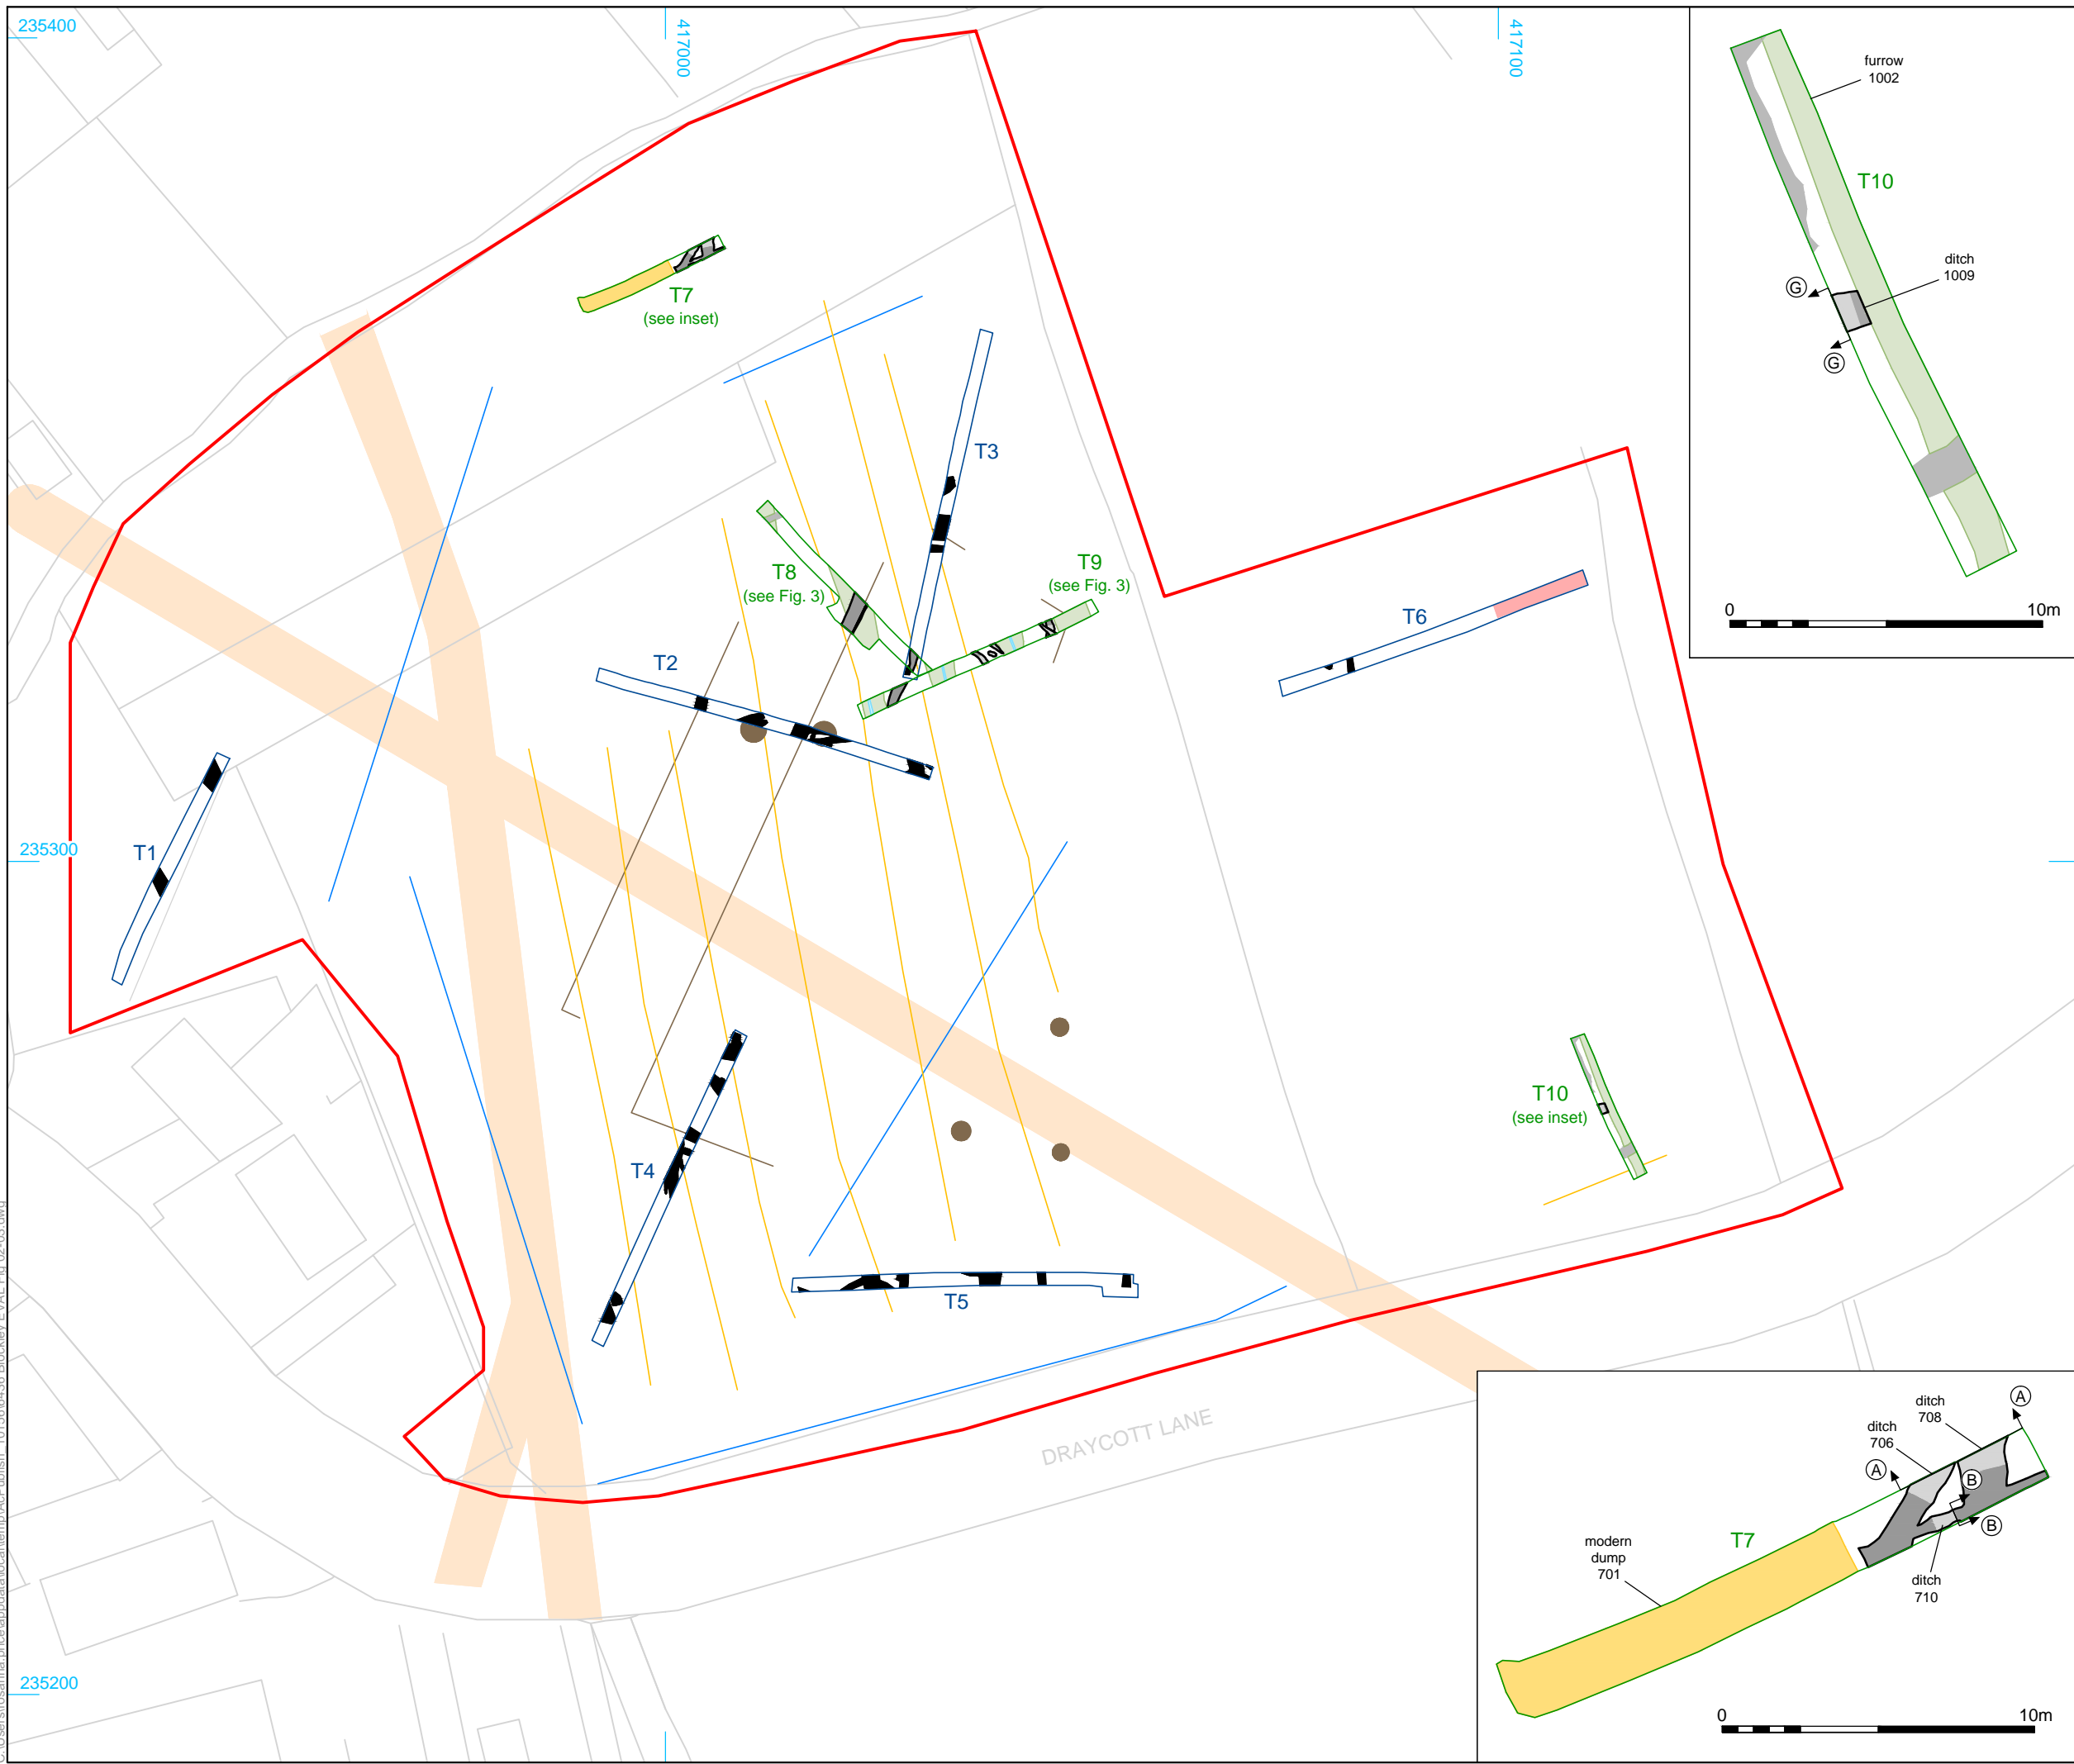 235400
417000
417100
furrow
1002
T10
ditch
1009
G
G
0
10m
T7
(see inset)
T3
T8
(see Fig. 3)
T9
(see Fig. 3)
T6
T2
T1
235300
T10
(see inset)
T4
T5
DRAYCOTT LANE
235200
ditch
708
A
ditch
706
A
B
B
T7
modern
dump
701
ditch
710
0
10m